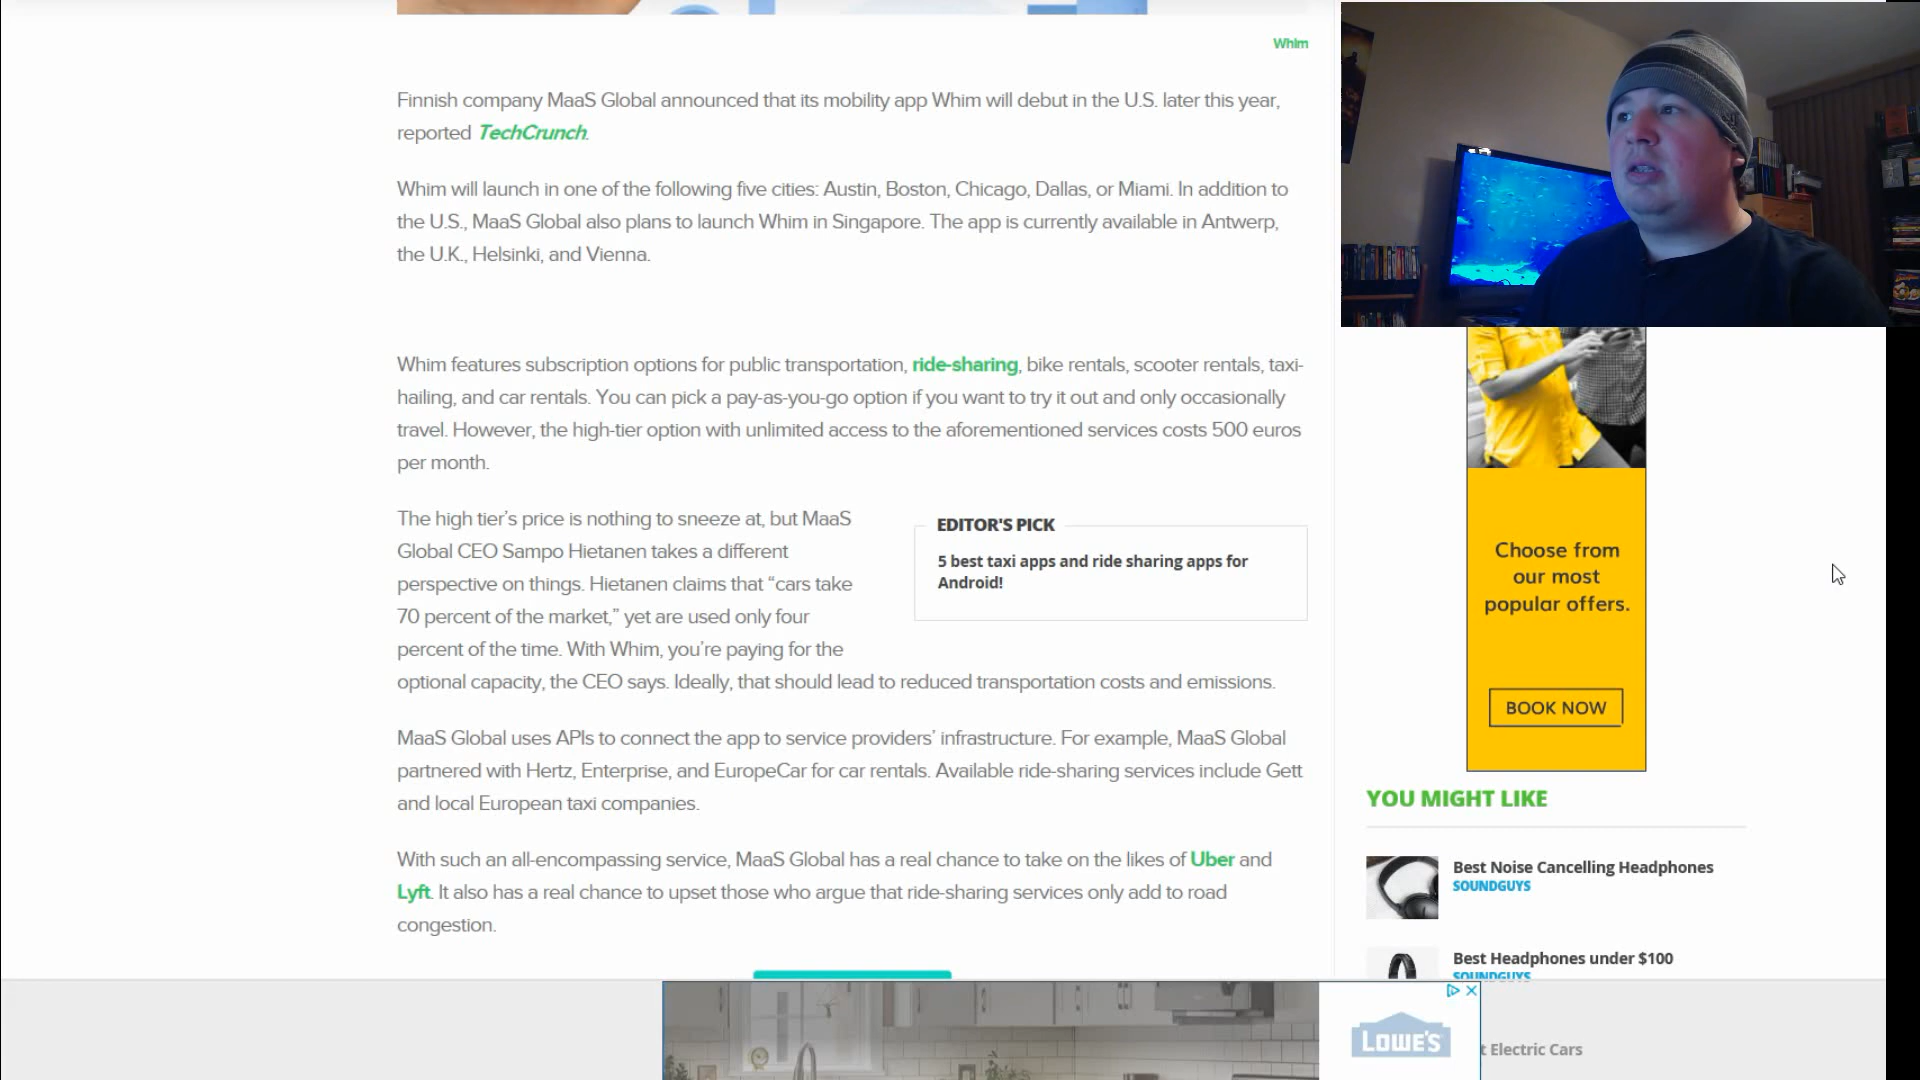 Whim
Finnish company MaaS Global announced that its mobility app Whim will debut in the U.S. later this year,
reported TechCrunch.
Whim will launch in one of the following five cities: Austin, Boston, Chicago, Dallas, or Miami. In addition to
the U.S., MaaS Global also plans to launch Whim in Singapore. The app is currently available in Antwerp,
the U.K., Helsinki, and Vienna.
Whim features subscription options for public transportation, ride-sharing, bike rentals, scooter rentals, taxi-
hailing, and car rentals. You can pick a pay-as-you-go option if you want to try it out and only occasionally
travel. However, the high-tier option with unlimited access to the aforementioned services costs 500 euros
per month.
The high tier’s price is nothing to sneeze at, but MaaS
Global CEO Sampo Hietanen takes a different
perspective on things. Hietanen claims that “cars take
70 percent of the market,” yet are used only four
percent of the time. With Whim, you’re paying for the
optional capacity, the CEO says. Ideally, that should lead to reduced transportation costs and emissions.
EDITOR'S PICK
5 best taxi apps and ride sharing apps for
Android!
MaaS Global uses APIs to connect the app to service providers’ infrastructure. For example, MaaS Global
partnered with Hertz, Enterprise, and EuropeCar for car rentals. Available ride-sharing services include Gett
and local European taxi companies.
With such an all-encompassing service, MaaS Global has a real chance to take on the likes of Uber and
Lyft. It also has a real chance to upset those who argue that ride-sharing services only add to road
congestion.
Choose from
our most
popular offers.
BOOK NOW
YOU MIGHT LIKE
Best Noise Cancelling Headphones
SOUNDGUYS
Best Headphones under $100
SOUNDGUYS
t Electric Cars
LOWE'S